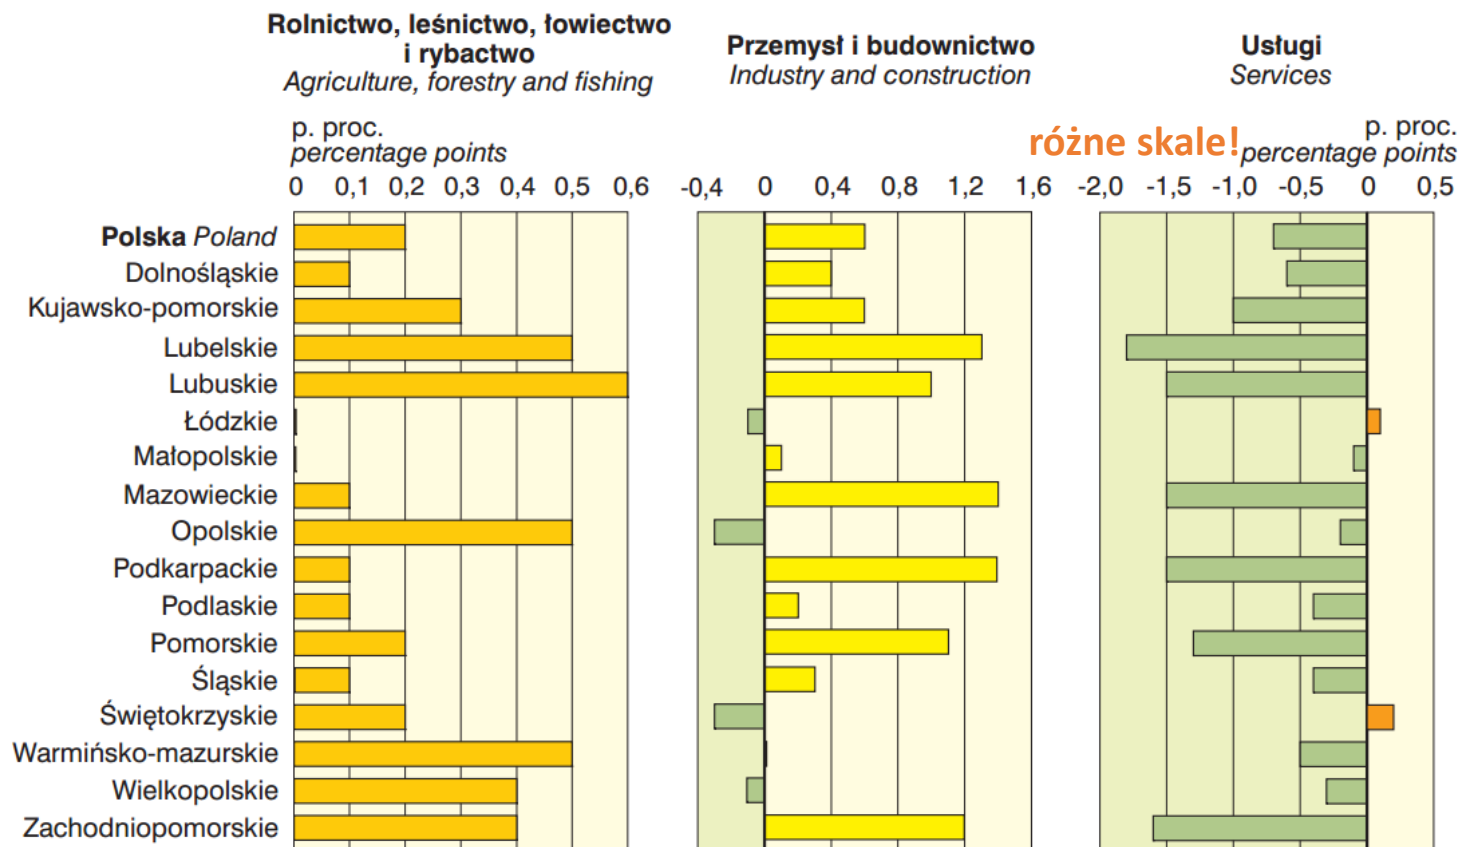 Rolnictwo, leśnictwo, łowiectwo
i rybactwo
Agriculture, forestry and fishing
Przemysł i budownictwo
Industry and construction
Usługi
Services
p. proc.
percentage points
różne skale!
p. proc.
percentage points
0 0,1 0,2 0,3 0,4 0,5 0,6
-0,4 0 0,4 0,8 1,2 1,6
-2,0 -1,5 -1,0 -0,5 0 0,5
Polska Poland
Dolnośląskie
Kujawsko-pomorskie
Lubelskie
Lubuskie
Łódzkie
Małopolskie
Mazowieckie
Opolskie
Podkarpackie
Podlaskie
Pomorskie
Śląskie
Świętokrzyskie
Warmińsko-mazurskie
Wielkopolskie
Zachodniopomorskie